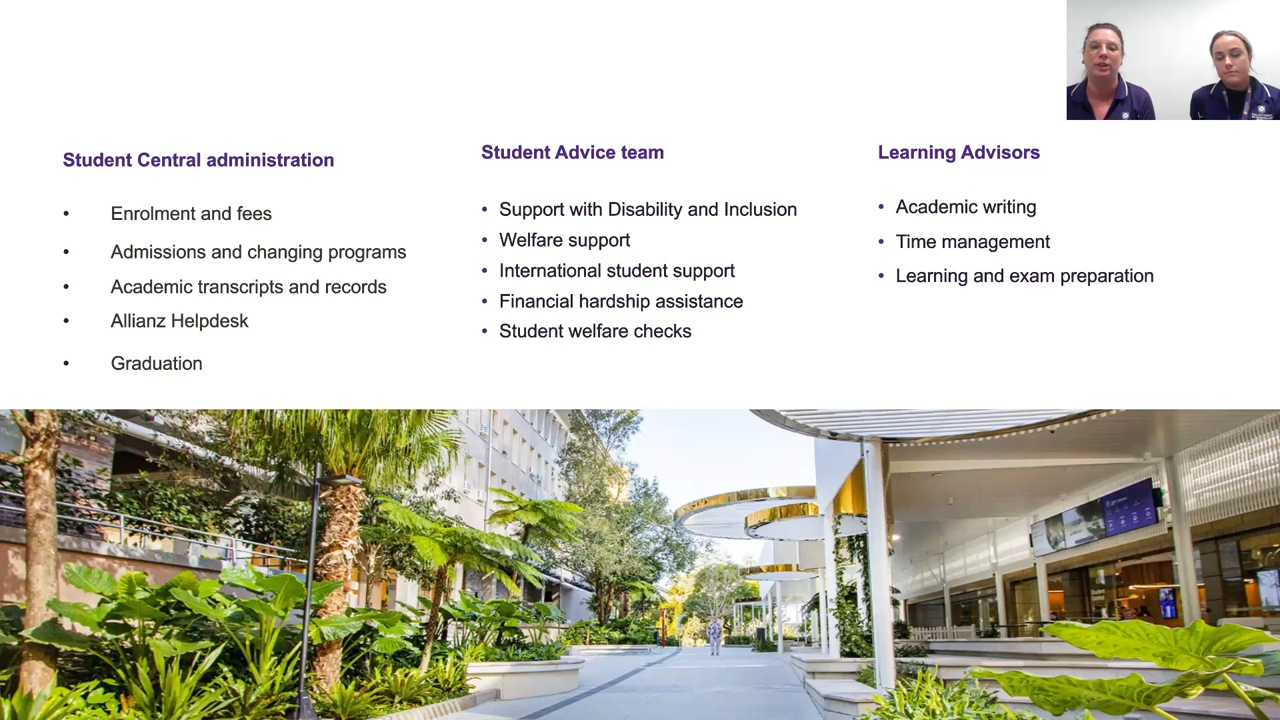 Student Central administration
• Enrolment and fees
• Admissions and changing programs
• Academic transcripts and records
• Allianz Helpdesk
• Graduation
Student Advice team
• Support with Disability and Inclusion
• Welfare support
• International student support
• Financial hardship assistance
• Student welfare checks
Learning Advisors
• Academic writing
• Time management
• Learning and exam preparation